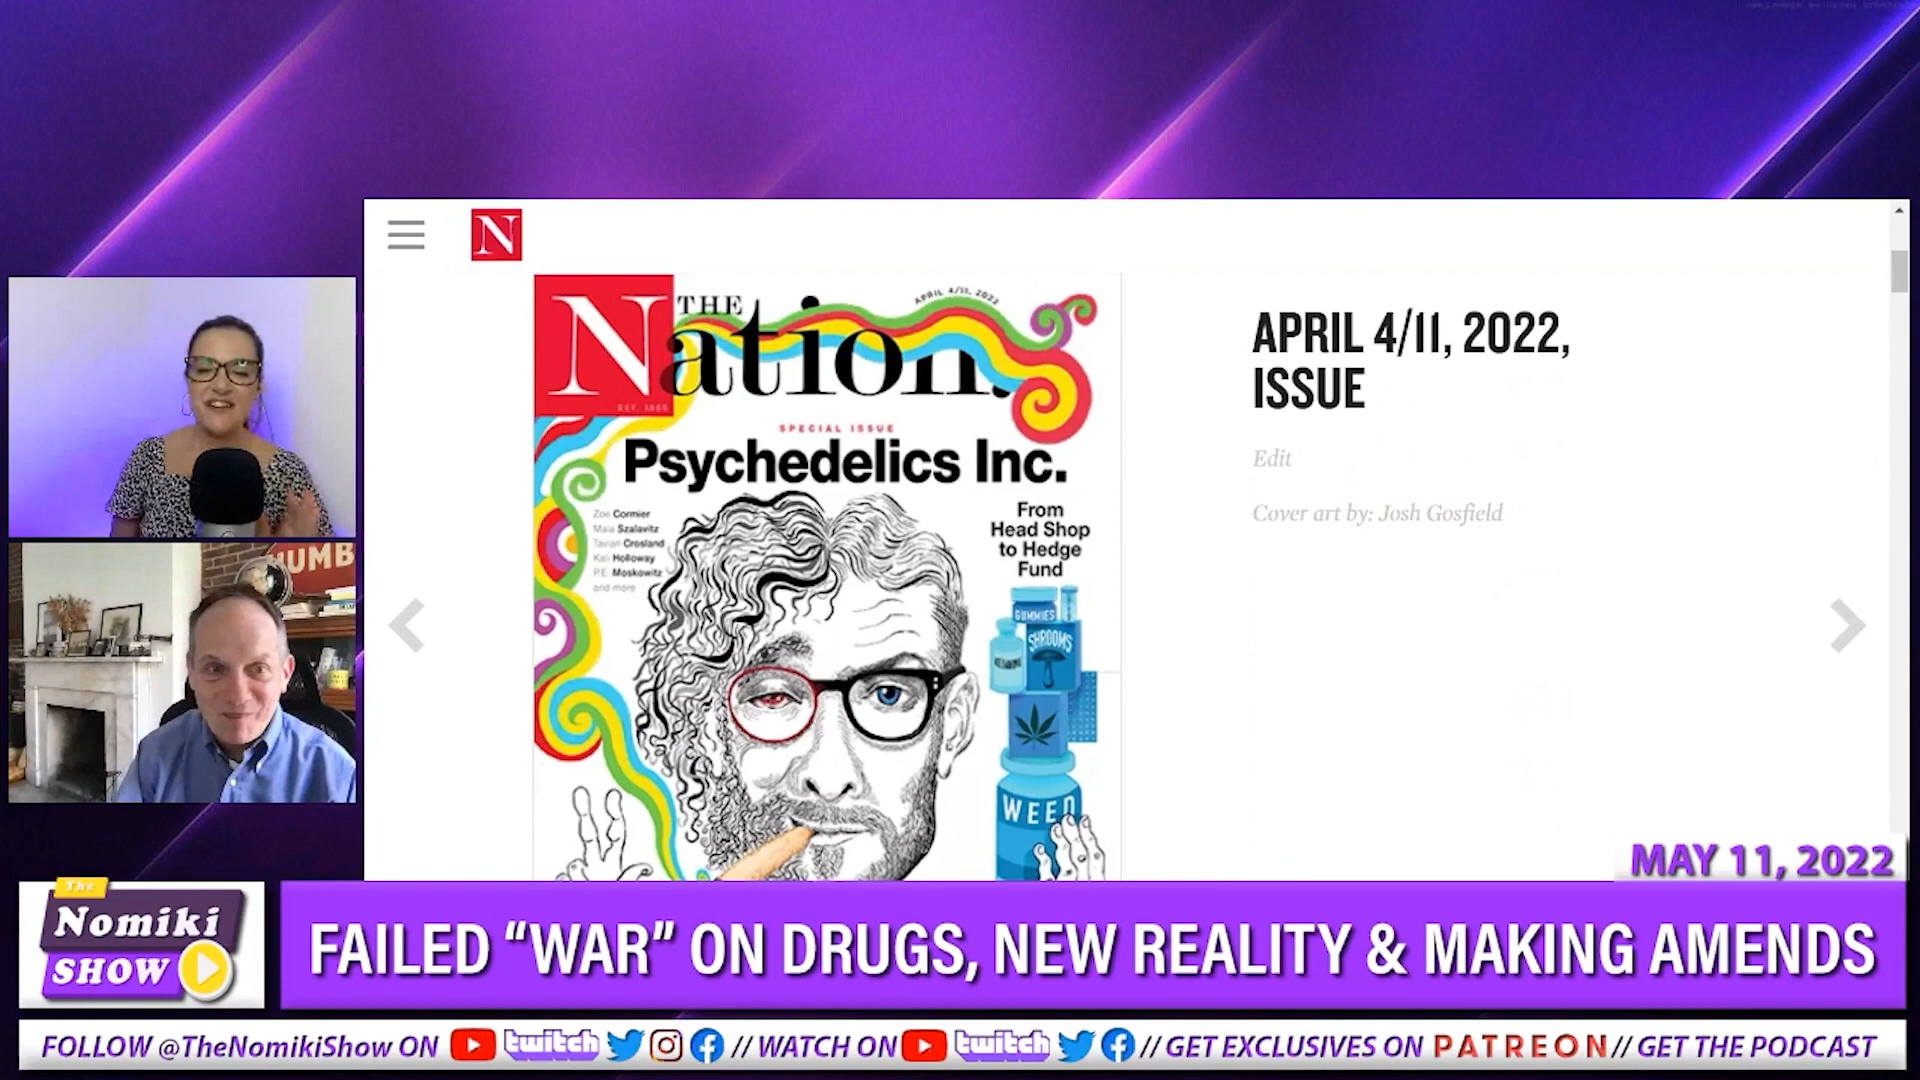 N
THE
Nation.
APRIL 4/11, 2022
EST. 1865
SPECIAL ISSUE
Psychedelics Inc.
Zoe Cormier
Maia Szalavitz
Tavian Crosland
Kali Holloway
P.E. Moskowitz
and more
From
Head Shop
to Hedge
Fund
GUMMIES
SHROOMS
KETAMINE
WEED
APRIL 4/11, 2022,
ISSUE
Edit
Cover art by: Josh Gosfield
HUMB
MAY 11, 2022
The
Nomiki
SHOW
FAILED “WAR” ON DRUGS, NEW REALITY & MAKING AMENDS
FOLLOW @TheNomikiShow ON twitch // WATCH ON twitch // GET EXCLUSIVES ON PATREON // GET THE PODCAST